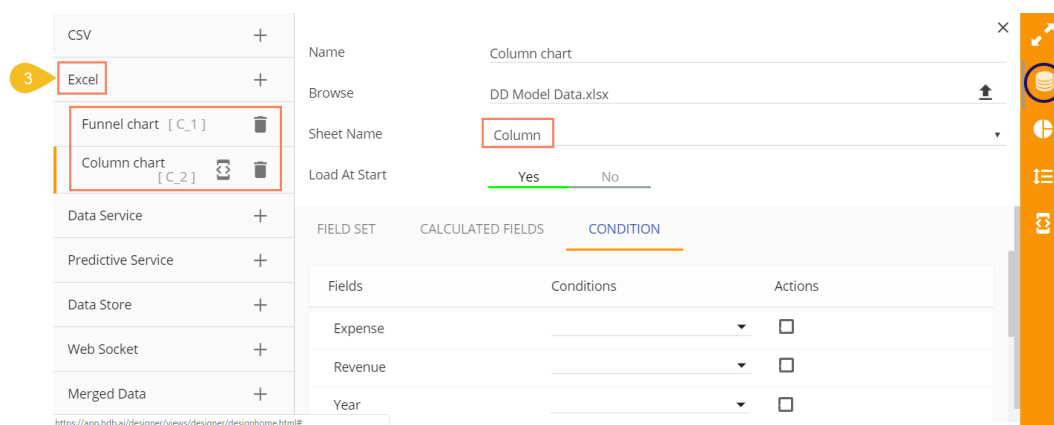 CSV
3
Excel
Funnel chart [ C_1 ]
Column chart
[ C_2 ]
Data Service
Predictive Service
Data Store
Web Socket
Merged Data
https://app.bdb.ai/designer/views/designer/designhome.html#
Name Column chart
Browse DD Model Data.xlsx
Sheet Name Column
Load At Start Yes No
FIELD SET CALCULATED FIELDS CONDITION
Fields Conditions Actions
Expense
Revenue
Year